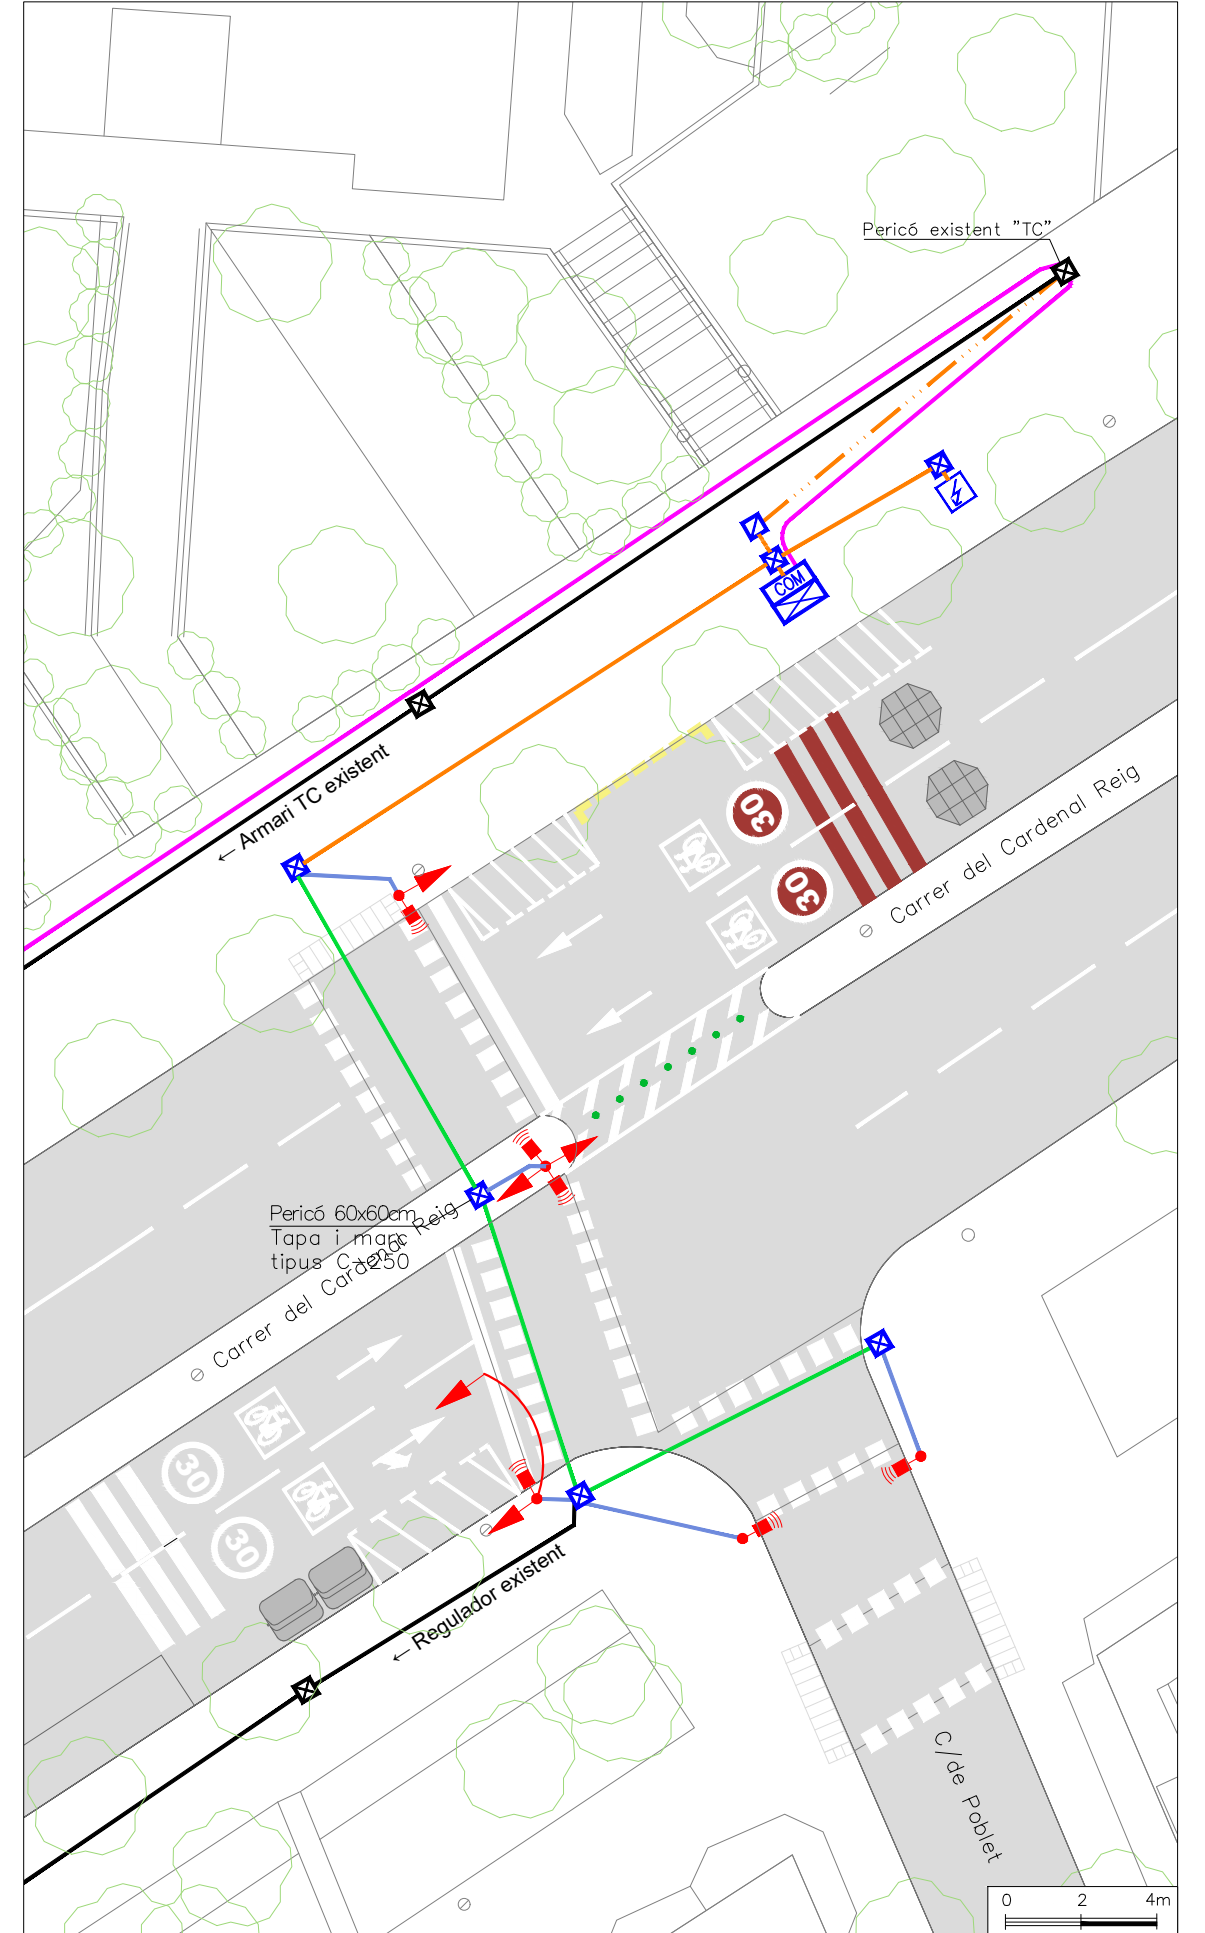 Pericó existent "TC"
COM
← Armari TC existent
30
30
Carrer del Cardenal Reig
Pericó 60x60cm
Tapa i marc
tipus C-250
Carrer del Cardenal Reig
30
30
← Regulador existent
C/de Poblet
0 2 4m